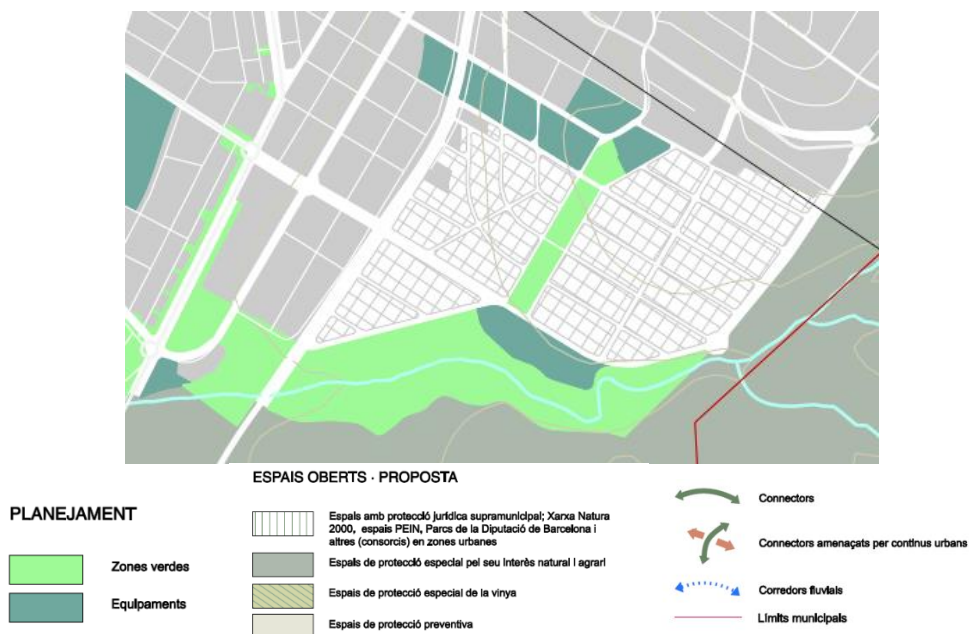 ESPAIS OBERTS · PROPOSTA
PLANEJAMENT
Zones verdes
Equipaments
Espais amb protecció jurídica supramunicipal; Xarxa Natura
2000, espais PEIN, Parcs de la Diputació de Barcelona i
altres (consorcis) en zones urbanes
Espais de protecció especial pel seu interès natural i agrari
Espais de protecció especial de la vinya
Espais de protecció preventiva
Connectors
Connectors amenaçats per continus urbans
Corredors fluvials
Límits municipals